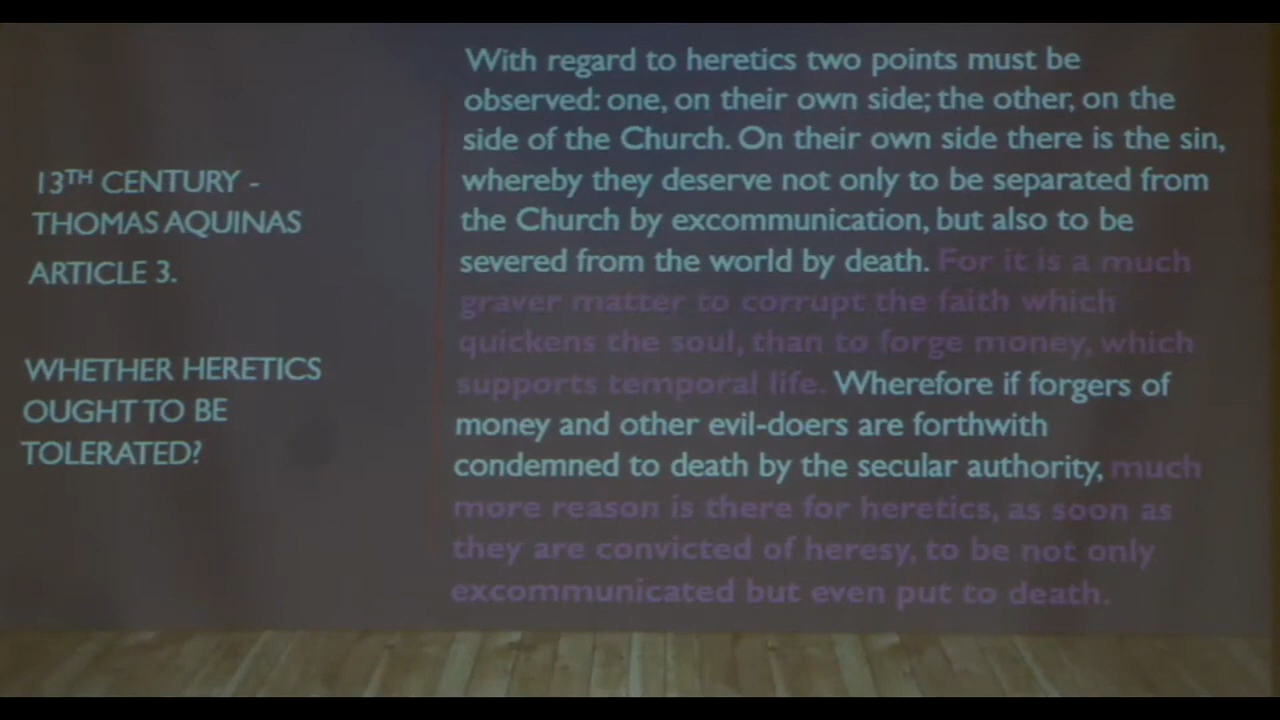 13TH CENTURY -
THOMAS AQUINAS
ARTICLE 3.
WHETHER HERETICS
OUGHT TO BE
TOLERATED?
With regard to heretics two points must be
observed: one, on their own side; the other, on the
side of the Church. On their own side there is the sin,
whereby they deserve not only to be separated from
the Church by excommunication, but also to be
severed from the world by death. For it is a much
graver matter to corrupt the faith which
quickens the soul, than to forge money, which
supports temporal life. Wherefore if forgers of
money and other evil-doers are forthwith
condemned to death by the secular authority, much
more reason is there for heretics, as soon as
they are convicted of heresy, to be not only
excommunicated but even put to death.